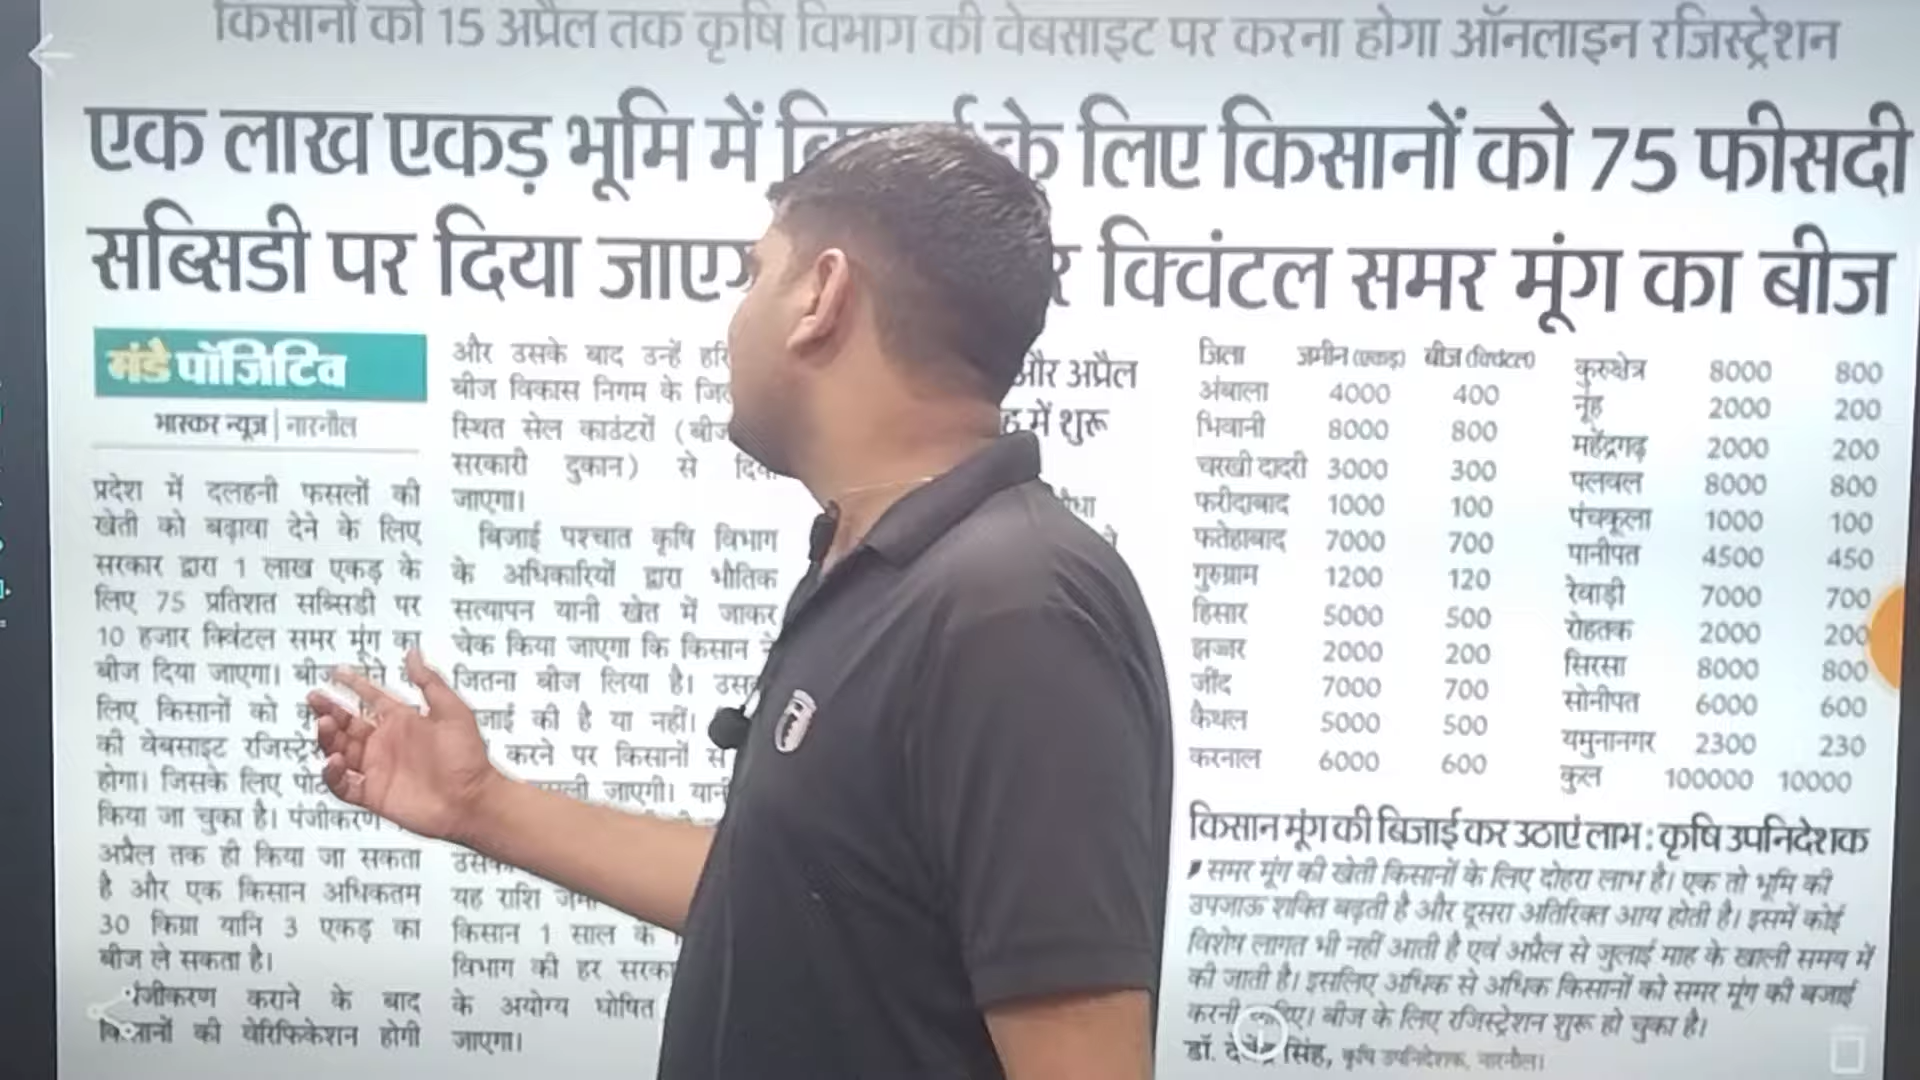 किसानों को 15 अप्रैल तक कृषि विभाग की वेबसाइट पर करना होगा ऑनलाइन रजिस्ट्रेशन
एक लाख एकड़ भूमि में के लिए किसानों को 75 फीसदी
सब्सिडी पर दिया क्विंटल समर मूंग का बीज
मंडे पॉजिटिव
भास्कर न्यूज | नारनौल
प्रदेश में दलहनी फसलों की
खेती को बढ़ावा देने के लिए
सरकार द्वारा 1 लाख एकड़ के
लिए 75 प्रतिशत सब्सिडी पर
10 हजार क्विंटल समर मूंग का
बीज दिया जाएगा। बीज लेने
लिए किसानों को
की वेबसाइट
होगा। जिसके लिए
किया जा चुका है। पंजीकरण
अप्रैल तक ही किया जा सकता
है और एक किसान अधिकतम
30 किग्रा यानि 3 एकड़ का
बीज ले सकता है।
पंजीकरण कराने के बाद
किसानों की वेरिफिकेशन होगी
और उसके बाद उन्हें
बीज विकास निगम के
स्थित सेल काउंटरों
सरकारी दुकान) से
जाएगा।
बिजाई पश्चात कृषि विभाग
के अधिकारियों द्वारा भौतिक
सत्यापन यानी खेत में जाकर
चेक किया जाएगा कि किसान
जितना बीज लिया है।
की है या नहीं।
करने पर किसानों
जाएगी।
यह राशि
किसान 1 साल के
विभाग की हर
के अयोग्य घोषित
जाएगा।
और अप्रैल
में शुरू
जिला जमीन (एकड़) बीज (क्विंटल)
अंबाला 4000 400
भिवानी 8000 800
चरखी दादरी 3000 300
फरीदाबाद 1000 100
फतेहाबाद 7000 700
गुरुग्राम 1200 120
हिसार 5000 500
झज्जर 2000 200
जींद 7000 700
कैथल 5000 500
करनाल 6000 600
कुरुक्षेत्र 8000 800
नूंह 2000 200
महेंद्रगढ़ 2000 200
पलवल 8000 800
पंचकूला 1000 100
पानीपत 4500 450
रेवाड़ी 7000 700
रोहतक 2000 200
सिरसा 8000 800
सोनीपत 6000 600
यमुनानगर 2300 230
कुल 100000 10000
किसान मूंग की बिजाई कर उठाएं लाभ : कृषि उपनिदेशक
समर मूंग की खेती किसानों के लिए दोहरा लाभ है। एक तो भूमि की
उपजाऊ शक्ति बढ़ती है और दूसरा अतिरिक्त आय होती है। इसमें कोई
विशेष लागत भी नहीं आती है एवं अप्रैल से जुलाई माह के खाली समय में
की जाती है। इसलिए अधिक से अधिक किसानों को समर मूंग की बजाई
करनी चाहिए। बीज के लिए रजिस्ट्रेशन शुरू हो चुका है।
डॉ. सिंह, कृषि उपनिदेशक, नारनौल।